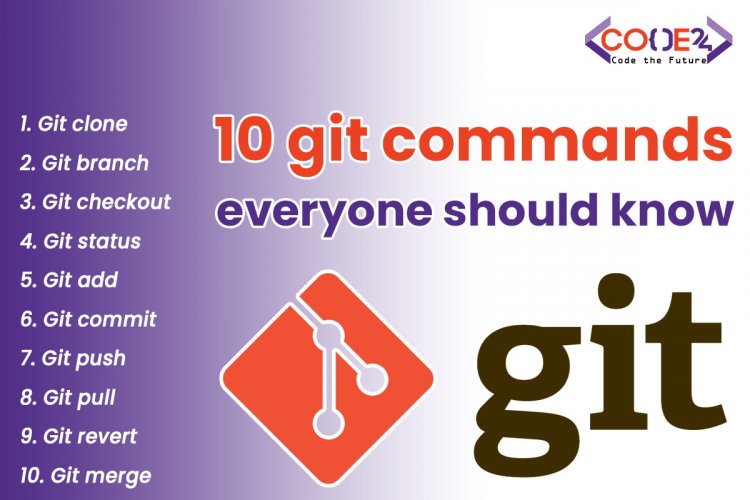 CODE24
Code the Future
10 git commands
everyone should know
1. Git clone
2. Git branch
3. Git checkout
4. Git status
5. Git add
6. Git commit
7. Git push
8. Git pull
9. Git revert
10. Git merge
git